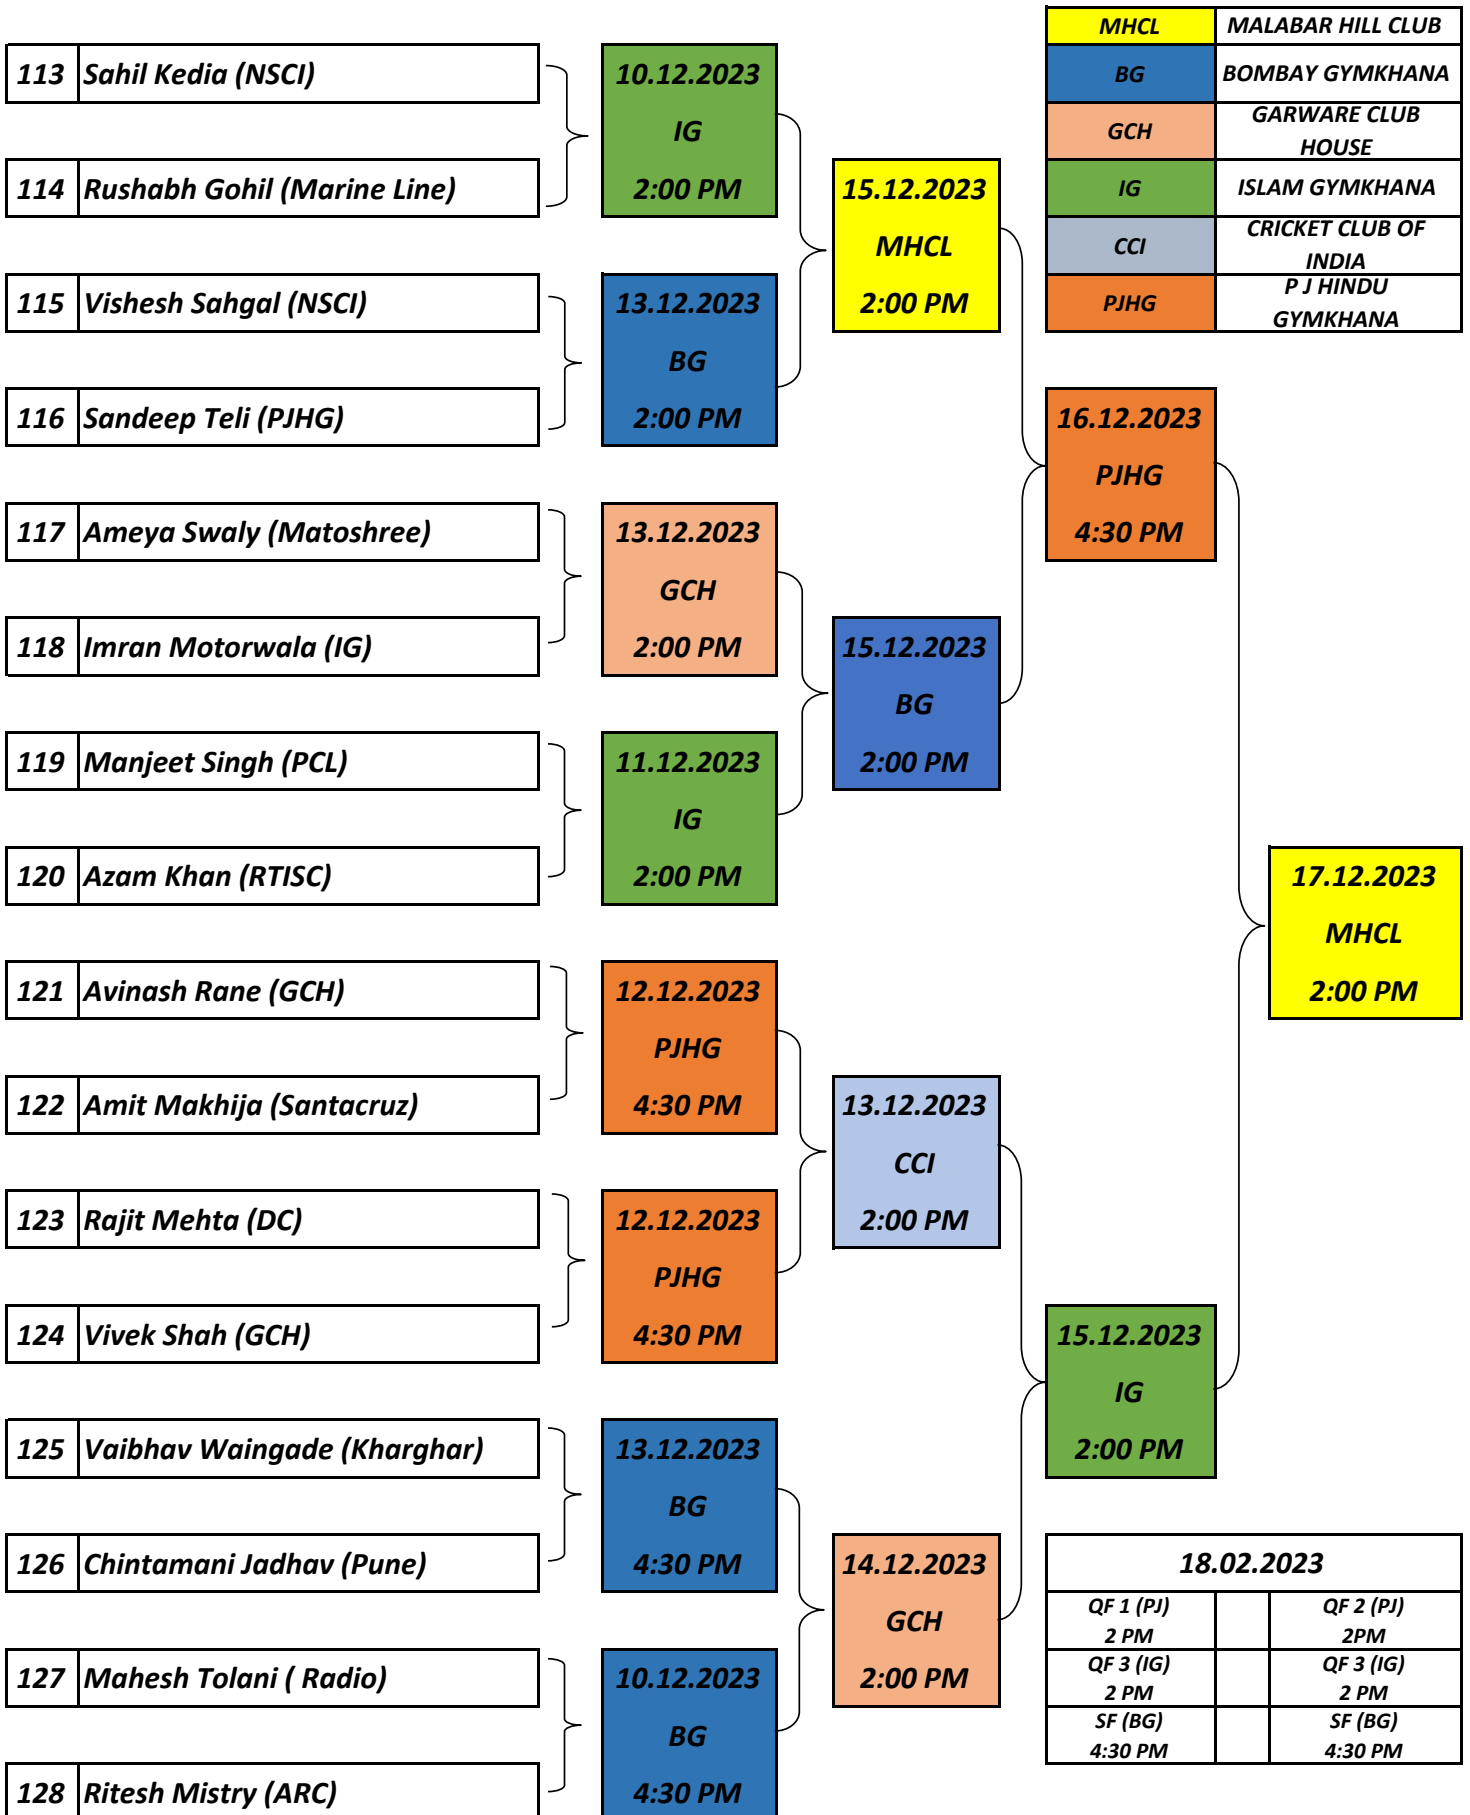 MHCL MALABAR HILL CLUB
BG BOMBAY GYMKHANA
GCH GARWARE CLUB
HOUSE
IG ISLAM GYMKHANA
CCI CRICKET CLUB OF
INDIA
PJHG P J HINDU
GYMKHANA
113 Sahil Kedia (NSCI)
114 Rushabh Gohil (Marine Line)
115 Vishesh Sahgal (NSCI)
116 Sandeep Teli (PJHG)
117 Ameya Swaly (Matoshree)
118 Imran Motorwala (IG)
119 Manjeet Singh (PCL)
120 Azam Khan (RTISC)
121 Avinash Rane (GCH)
122 Amit Makhija (Santacruz)
123 Rajit Mehta (DC)
124 Vivek Shah (GCH)
125 Vaibhav Waingade (Kharghar)
126 Chintamani Jadhav (Pune)
127 Mahesh Tolani ( Radio)
128 Ritesh Mistry (ARC)
10.12.2023
IG
2:00 PM
13.12.2023
BG
2:00 PM
13.12.2023
GCH
2:00 PM
11.12.2023
IG
2:00 PM
12.12.2023
PJHG
4:30 PM
12.12.2023
PJHG
4:30 PM
13.12.2023
BG
4:30 PM
10.12.2023
BG
4:30 PM
15.12.2023
MHCL
2:00 PM
15.12.2023
BG
2:00 PM
13.12.2023
CCI
2:00 PM
14.12.2023
GCH
2:00 PM
16.12.2023
PJHG
4:30 PM
15.12.2023
IG
2:00 PM
17.12.2023
MHCL
2:00 PM
18.02.2023
QF 1 (PJ) QF 2 (PJ)
2 PM 2PM
QF 3 (IG) QF 3 (IG)
2 PM 2 PM
SF (BG) SF (BG)
4:30 PM 4:30 PM